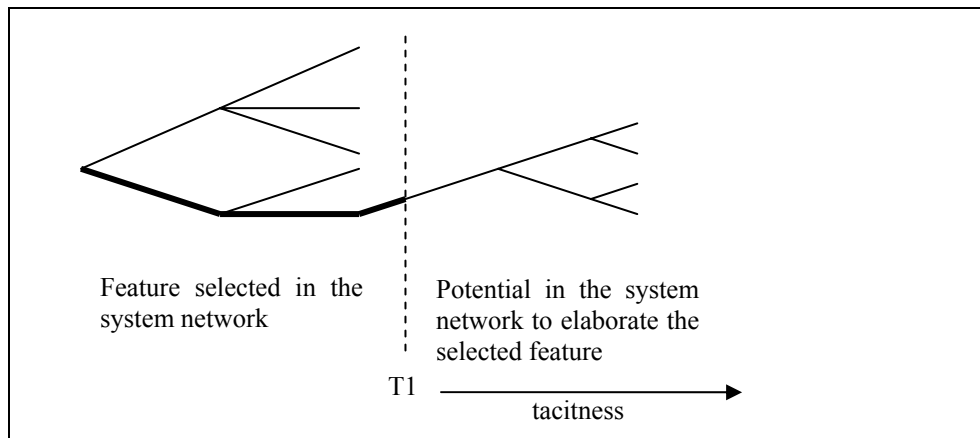 Feature selected in the
system network
Potential in the system
network to elaborate the
selected feature
T1
tacitness